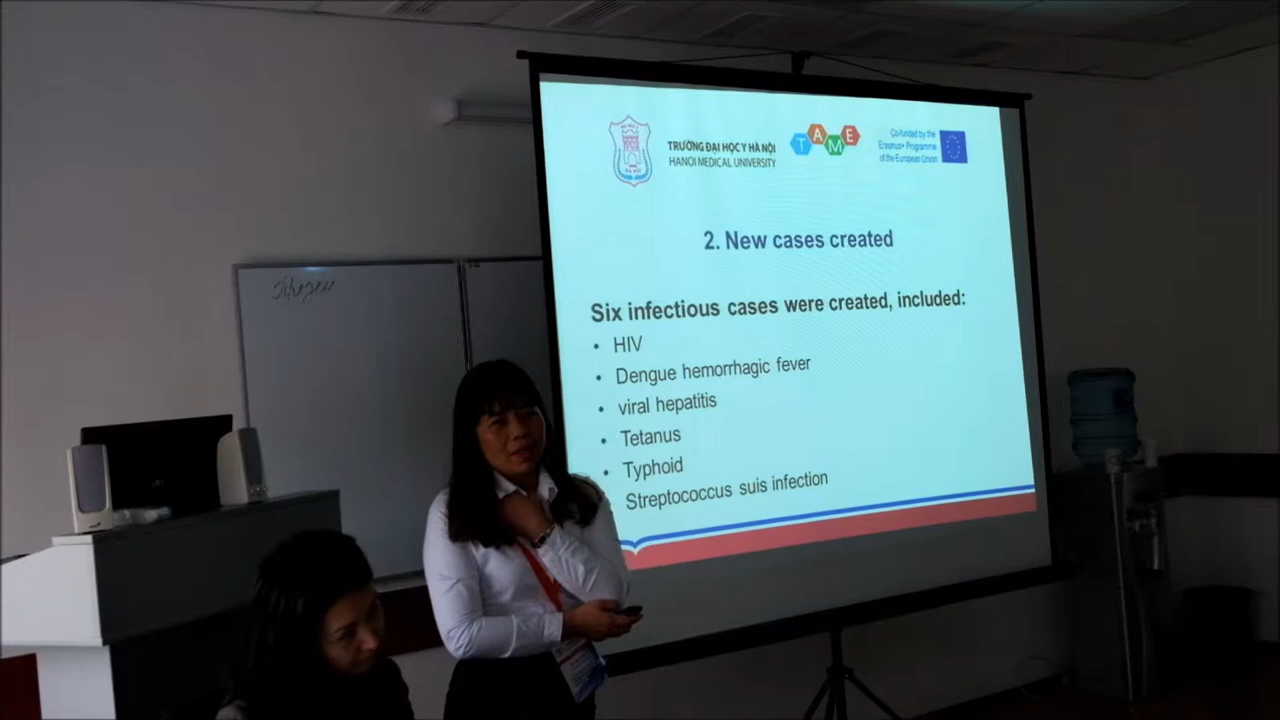 TRƯỜNG ĐẠI HỌC Y HÀ NỘI
HANOI MEDICAL UNIVERSITY
TAME
Co-funded by the
Erasmus+ Programme
of the European Union
2. New cases created
Six infectious cases were created, included:
• HIV
• Dengue hemorrhagic fever
• viral hepatitis
• Tetanus
• Typhoid
Streptococcus suis infection